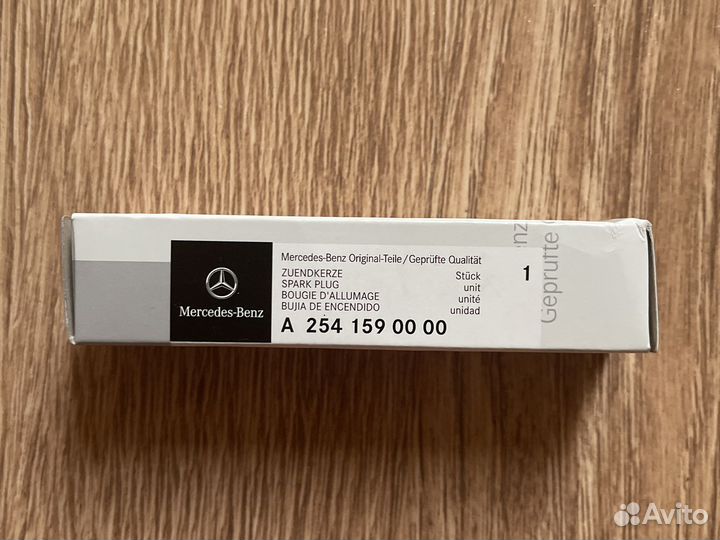 Mercedes-Benz
Mercedes-Benz Original-Teile/Geprüfte Qualität
ZUENDKERZE Stück 1
SPARK PLUG unit
BOUGIE D'ALLUMAGE unité
BUJIA DE ENCENDIDO unidad
A 254 159 00 00
enz
Geprüfte
Avito